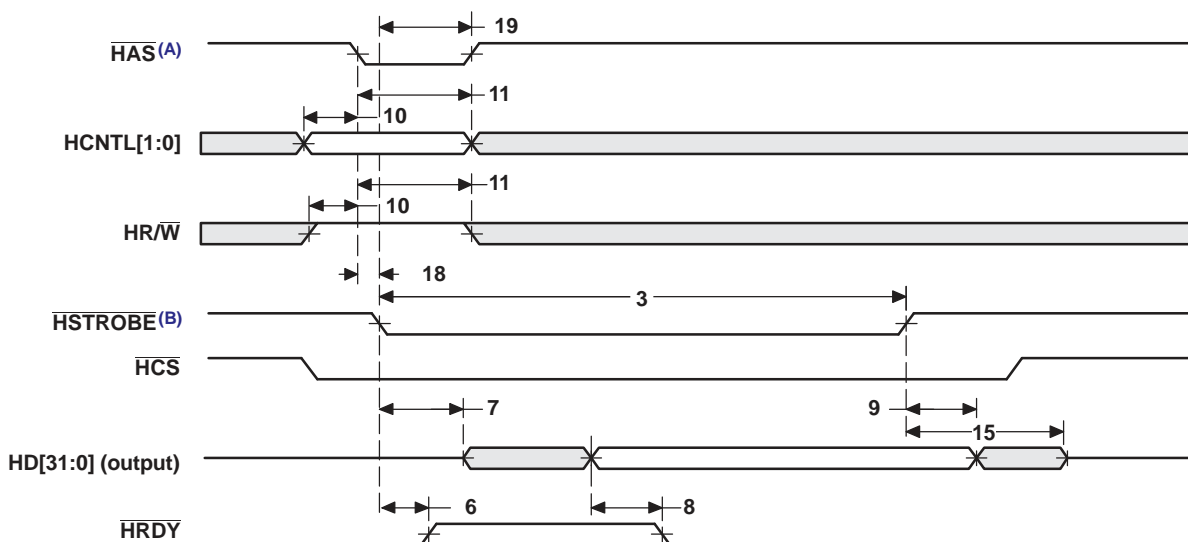 19
HAS (A)
11
10
HCNTL[1:0]
11
10
HR/W
18
3
HSTROBE (B)
HCS
7
9
15
HD[31:0] (output)
6
8
HRDY